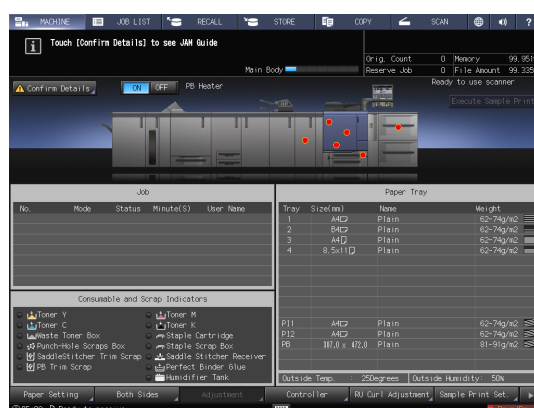 MACHINE JOB LIST RECALL STORE COPY SCAN ?
i Touch [Confirm Details] to see JAM Guide
Main Body
Orig. Count 0 Memory 99.951
Reserve Job 0 File Amount 99.335
Confirm Details ON OFF PB Heater Ready to use scanner
Execute Sample Print
Job
No. Mode Status Minute(S) User Name
Paper Tray
Tray Size(mm) Name Weight
1 A4 Plain 62-74g/m2
2 B4 Plain 62-74g/m2
3 A4 Plain 62-74g/m2
4 8.5x11 Plain 62-74g/m2
PI1 A4 Plain 62-74g/m2
PI2 A4 Plain 62-74g/m2
PB 307.0 x 472.0 Plain 81-91g/m2
Consumable and Scrap Indicators
Toner Y Toner M
Toner C Toner K
Waste Toner Box Staple Cartridge
Punch-Hole Scraps Box Staple Scrap Box
SaddleStitcher Trim Scrap Saddle Stitcher Receiver
PB Trim Scrap Perfect Binder Glue
Humidifier Tank
Outside Temp. : 25Degrees Outside Humidity: 50%
Paper Setting Both Sides Adjustment Controller RU Curl Adjustment Sample Print Set.